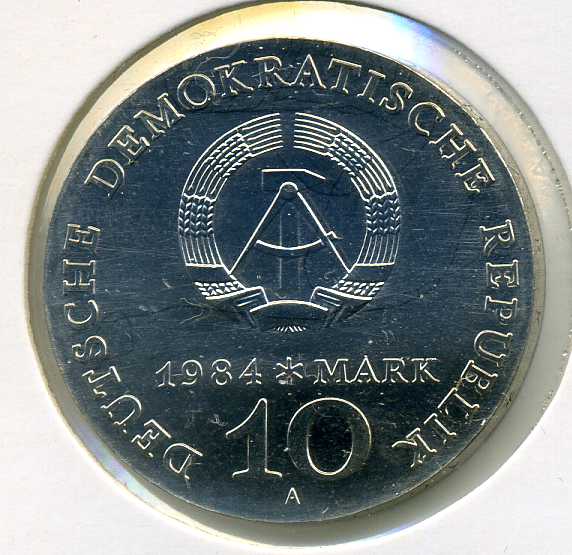 DEUTSCHE DEMOKRATISCHE REPUBLIK
1984 * MARK
10
A